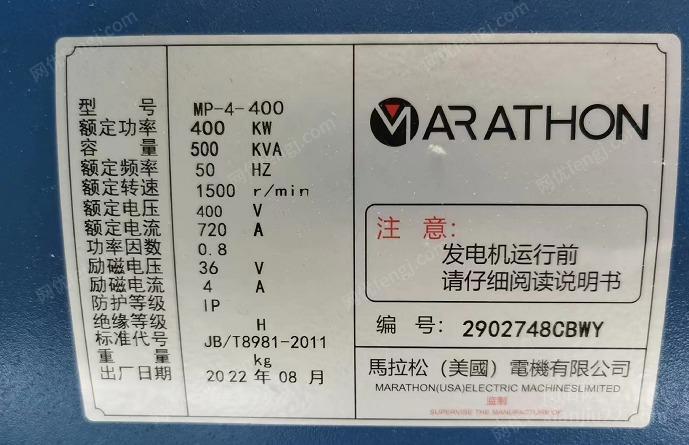 型 号 MP-4-400
额定功率 400 KW
容 量 500 KVA
额定频率 50 HZ
额定转速 1500 r/min
额定电压 400 V
额定电流 720 A
功率因数 0.8
励磁电压 36 V
励磁电流 4 A
防护等级 IP
绝缘等级 H
标准代号 JB/T8981-2011
重 量 kg
出厂日期 2022 年 08 月
MARATHON
注 意:
发电机运行前
请仔细阅读说明书
编 号: 2902748CBWY
馬拉松(美國)電機有限公司
MARATHON(USA)ELECTRIC MACHINESLIMITED
监制
SUPERVISE THE MANUFACTURE OF